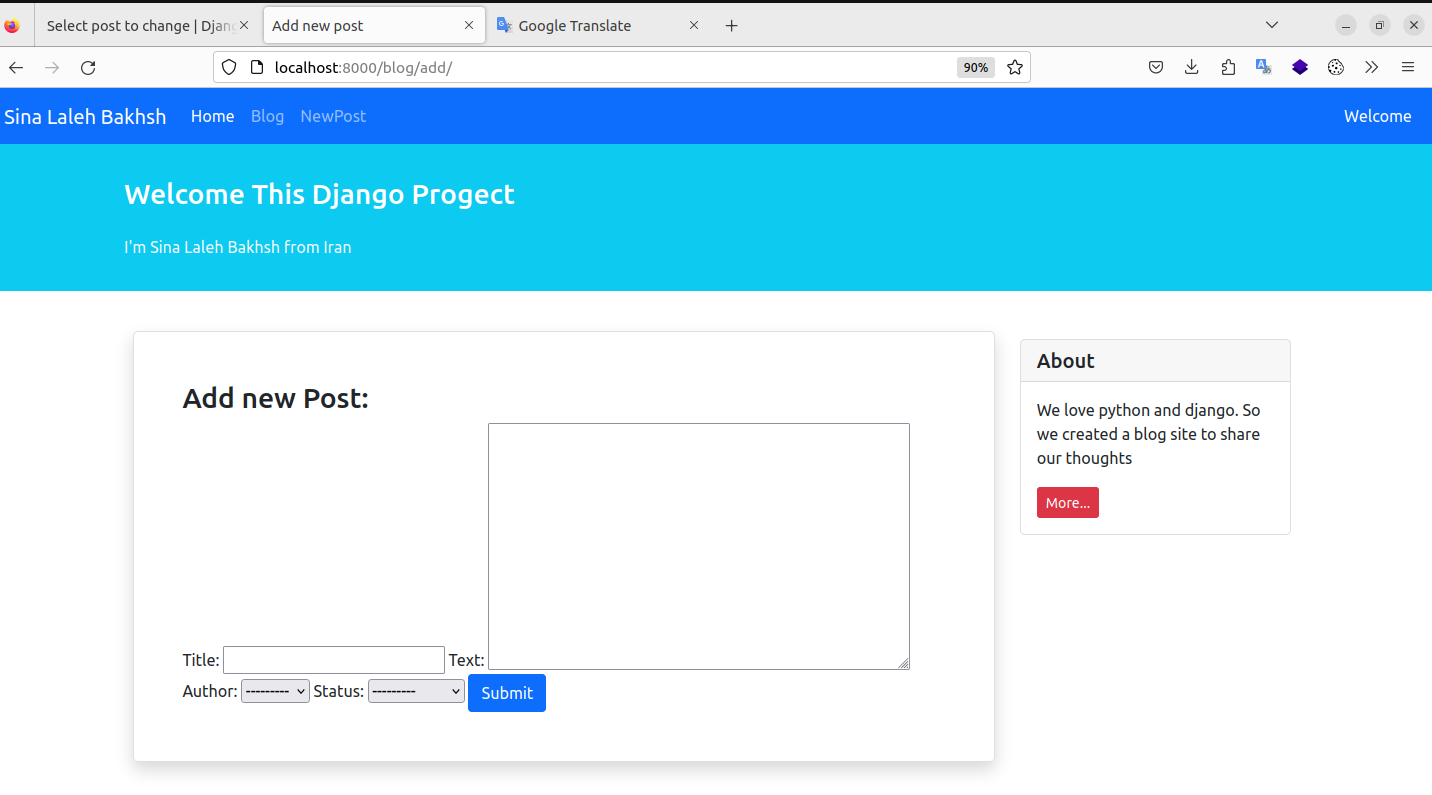 Select post to change | Djang
Add new post
Google Translate
localhost:8000/blog/add/
90%
Sina Laleh Bakhsh Home Blog NewPost Welcome
Welcome This Django Progect
I'm Sina Laleh Bakhsh from Iran
Add new Post:
Title: Text:
Author: --------- Status: --------- Submit
About
We love python and django. So
we created a blog site to share
our thoughts
More...